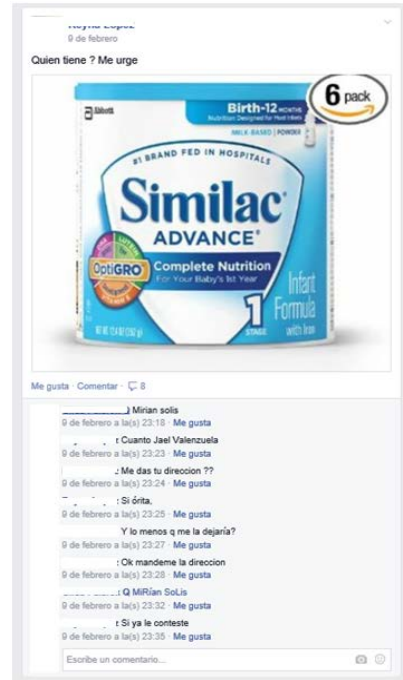 9 de febrero
Quien tiene ? Me urge
6 pack
Abbott
Birth-12 MONTHS
MILK-BASED | POWDER
#1 BRAND FED IN HOSPITALS
Similac
ADVANCE
OptiGRO
LUTEIN
Complete Nutrition
For Your Baby's 1st Year
1
STAGE
Infant
Formula
with Iron
Me gusta · Comentar · 8
Mirian solis
9 de febrero a la(s) 23:18 · Me gusta
Cuanto Jael Valenzuela
9 de febrero a la(s) 23:23 · Me gusta
: Me das tu direccion ??
9 de febrero a la(s) 23:24 · Me gusta
: Si órita,
9 de febrero a la(s) 23:25 · Me gusta
Y lo menos q me la dejaría?
9 de febrero a la(s) 23:27 · Me gusta
: Ok mandeme la direccion
9 de febrero a la(s) 23:28 · Me gusta
Q MiRían SoLis
9 de febrero a la(s) 23:32 · Me gusta
Si ya le conteste
9 de febrero a la(s) 23:35 · Me gusta
Escribe un comentario...